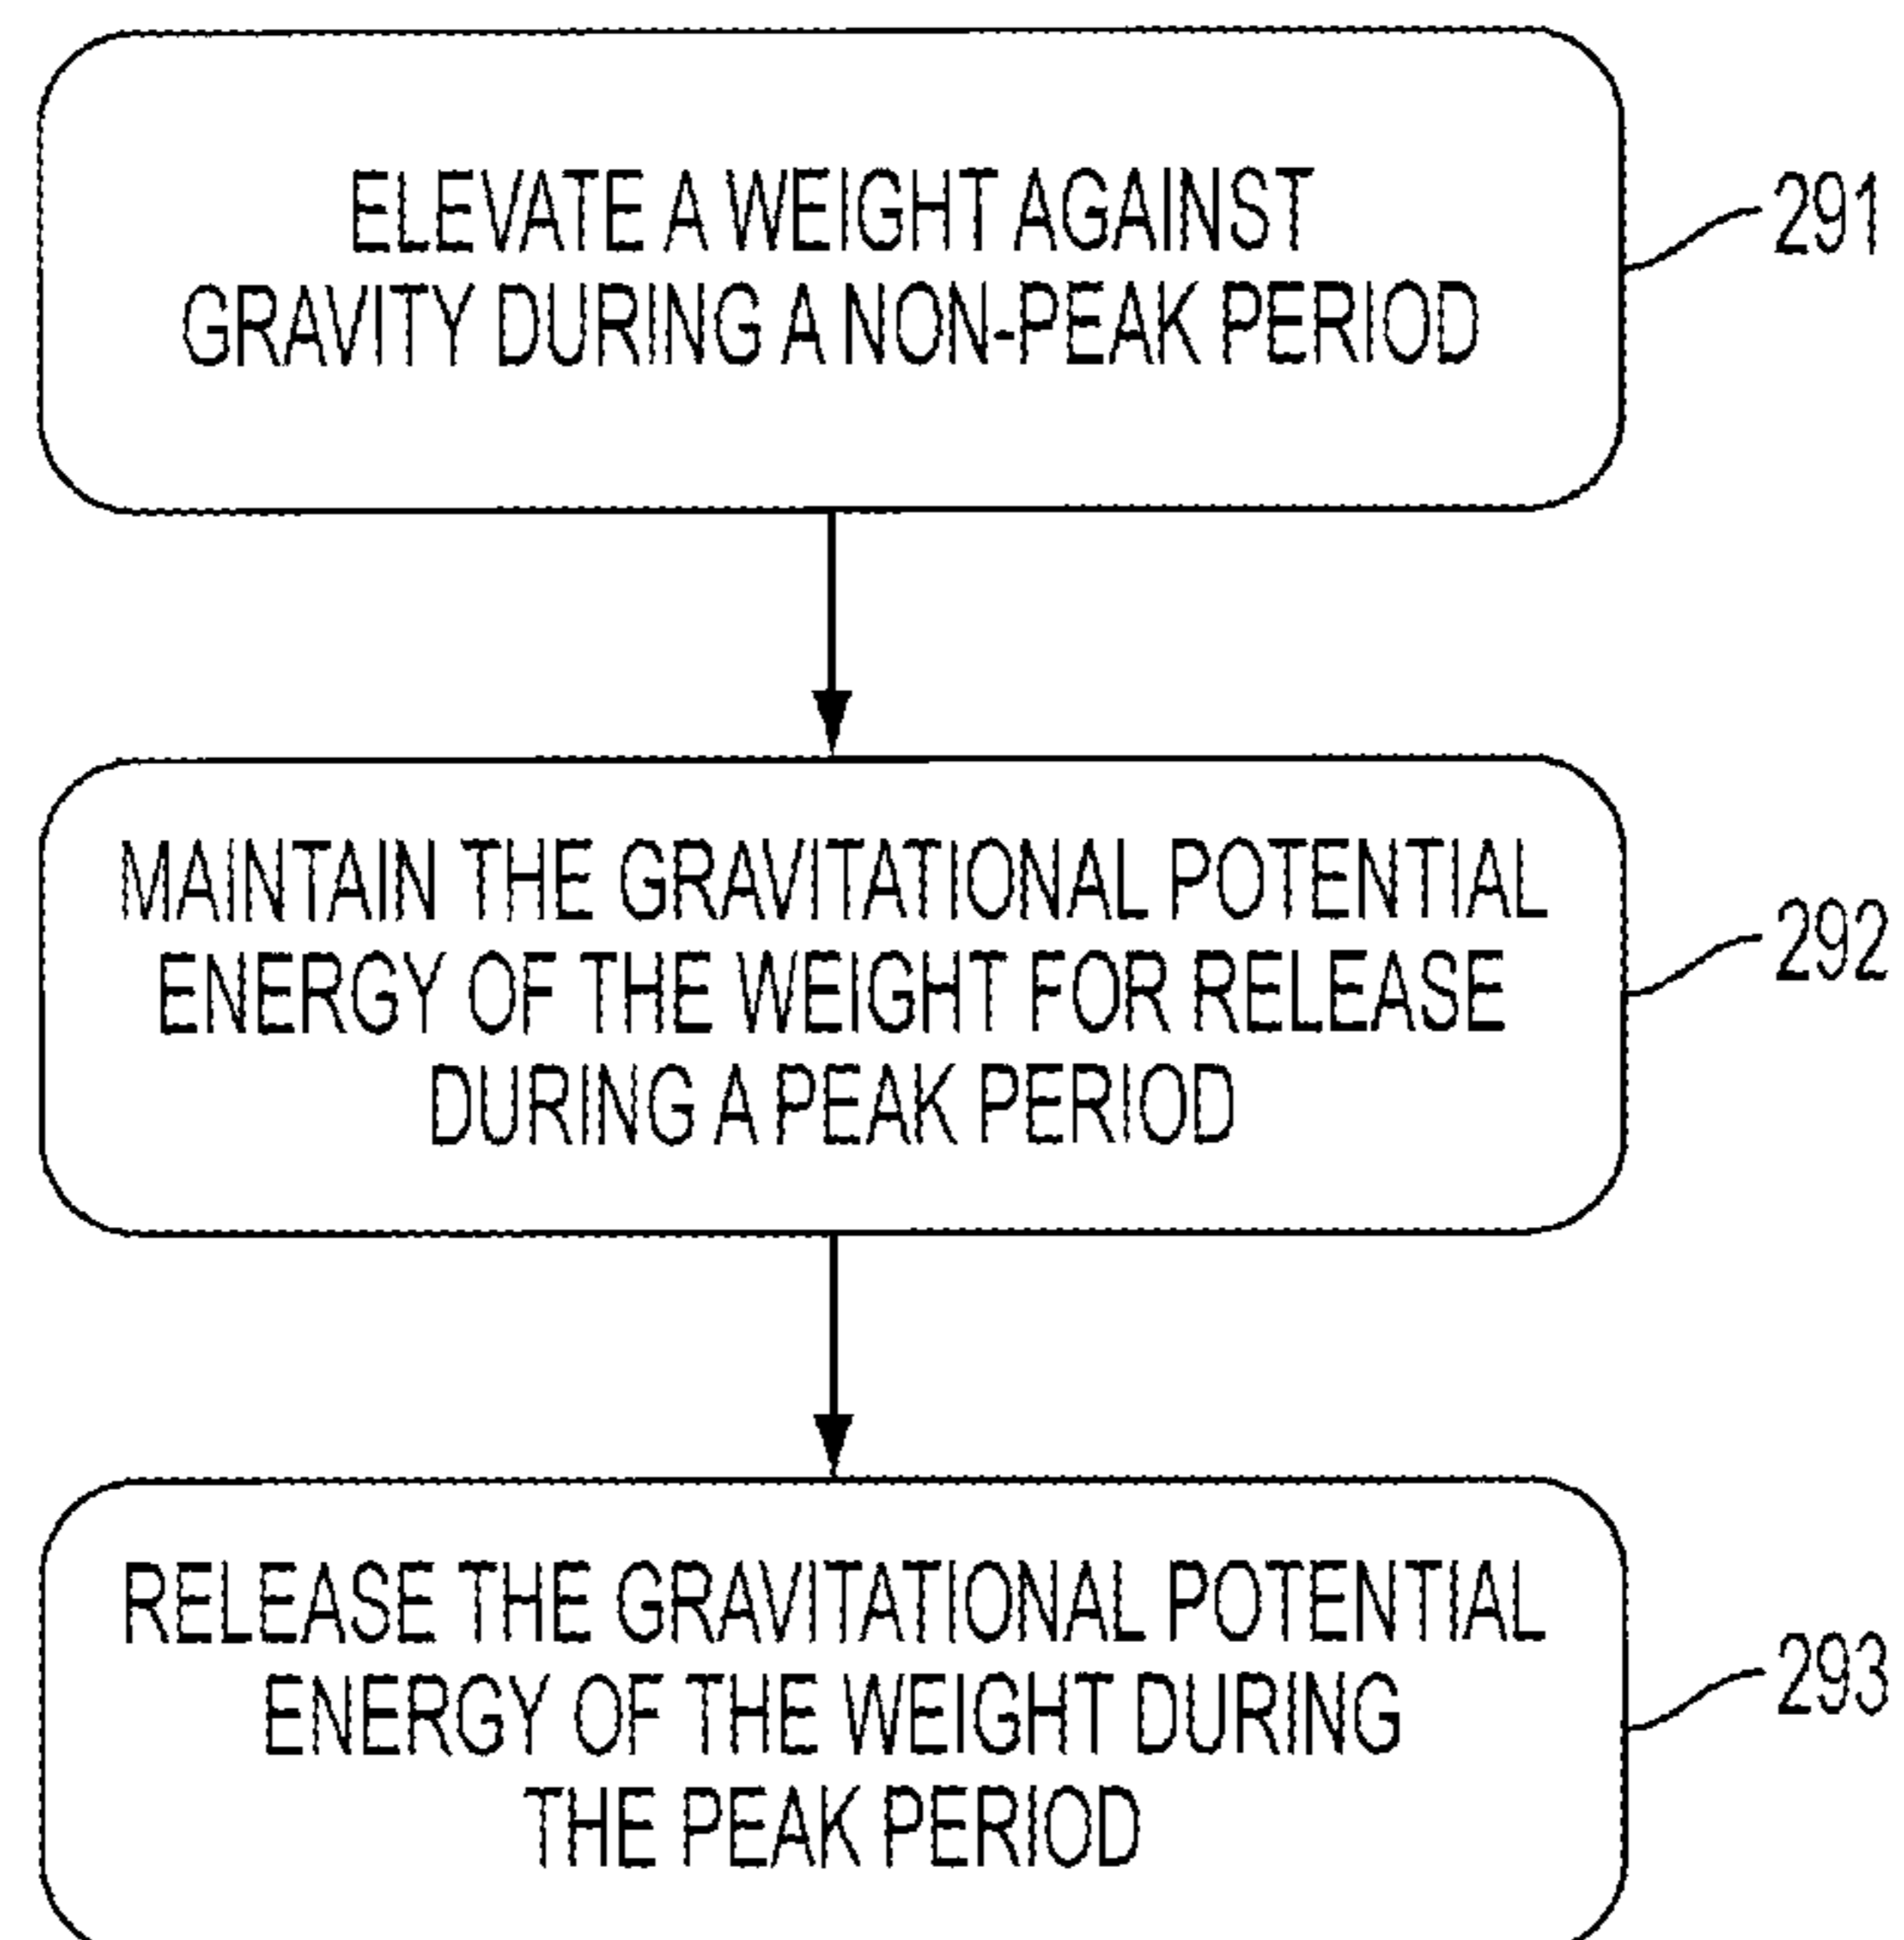 ELEVATE A WEIGHT AGAINST
GRAVITY DURING A NON-PEAK PERIOD
291
MAINTAIN THE GRAVITATIONAL POTENTIAL
ENERGY OF THE WEIGHT FOR RELEASE
DURING A PEAK PERIOD
292
RELEASE THE GRAVITATIONAL POTENTIAL
ENERGY OF THE WEIGHT DURING
THE PEAK PERIOD
293